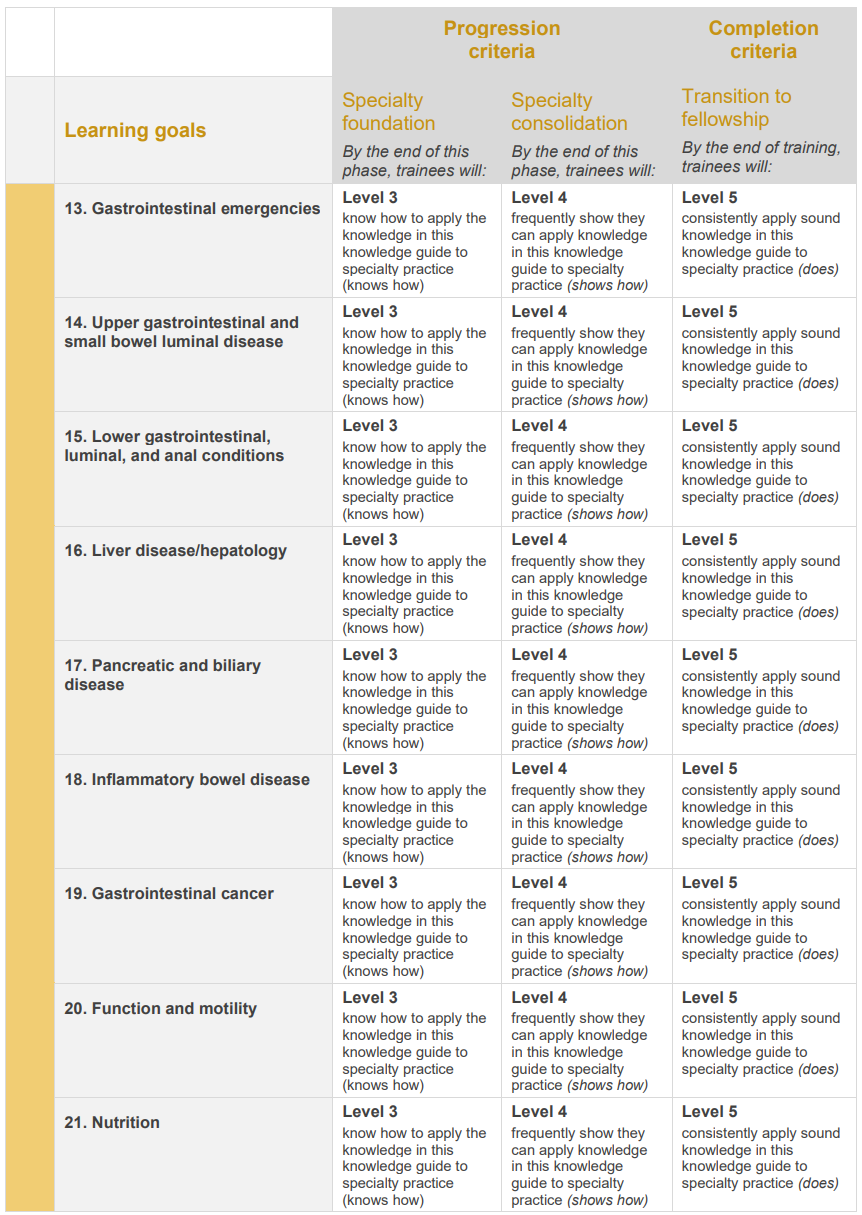 Progression
criteria
Completion
criteria
Learning goals
Specialty
foundation
By the end of this
phase, trainees will:
Specialty
consolidation
By the end of this
phase, trainees will:
Transition to
fellowship
By the end of training,
trainees will:
13. Gastrointestinal emergencies
Level 3
know how to apply the
knowledge in this
knowledge guide to
specialty practice
(knows how)
Level 4
frequently show they
can apply knowledge
in this knowledge
guide to specialty
practice (shows how)
Level 5
consistently apply sound
knowledge in this
knowledge guide to
specialty practice (does)
14. Upper gastrointestinal and
small bowel luminal disease
Level 3
know how to apply the
knowledge in this
knowledge guide to
specialty practice
(knows how)
Level 4
frequently show they
can apply knowledge
in this knowledge
guide to specialty
practice (shows how)
Level 5
consistently apply sound
knowledge in this
knowledge guide to
specialty practice (does)
15. Lower gastrointestinal,
luminal, and anal conditions
Level 3
know how to apply the
knowledge in this
knowledge guide to
specialty practice
(knows how)
Level 4
frequently show they
can apply knowledge
in this knowledge
guide to specialty
practice (shows how)
Level 5
consistently apply sound
knowledge in this
knowledge guide to
specialty practice (does)
16. Liver disease/hepatology
Level 3
know how to apply the
knowledge in this
knowledge guide to
specialty practice
(knows how)
Level 4
frequently show they
can apply knowledge
in this knowledge
guide to specialty
practice (shows how)
Level 5
consistently apply sound
knowledge in this
knowledge guide to
specialty practice (does)
17. Pancreatic and biliary
disease
Level 3
know how to apply the
knowledge in this
knowledge guide to
specialty practice
(knows how)
Level 4
frequently show they
can apply knowledge
in this knowledge
guide to specialty
practice (shows how)
Level 5
consistently apply sound
knowledge in this
knowledge guide to
specialty practice (does)
18. Inflammatory bowel disease
Level 3
know how to apply the
knowledge in this
knowledge guide to
specialty practice
(knows how)
Level 4
frequently show they
can apply knowledge
in this knowledge
guide to specialty
practice (shows how)
Level 5
consistently apply sound
knowledge in this
knowledge guide to
specialty practice (does)
19. Gastrointestinal cancer
Level 3
know how to apply the
knowledge in this
knowledge guide to
specialty practice
(knows how)
Level 4
frequently show they
can apply knowledge
in this knowledge
guide to specialty
practice (shows how)
Level 5
consistently apply sound
knowledge in this
knowledge guide to
specialty practice (does)
20. Function and motility
Level 3
know how to apply the
knowledge in this
knowledge guide to
specialty practice
(knows how)
Level 4
frequently show they
can apply knowledge
in this knowledge
guide to specialty
practice (shows how)
Level 5
consistently apply sound
knowledge in this
knowledge guide to
specialty practice (does)
21. Nutrition
Level 3
know how to apply the
knowledge in this
knowledge guide to
specialty practice
(knows how)
Level 4
frequently show they
can apply knowledge
in this knowledge
guide to specialty
practice (shows how)
Level 5
consistently apply sound
knowledge in this
knowledge guide to
specialty practice (does)